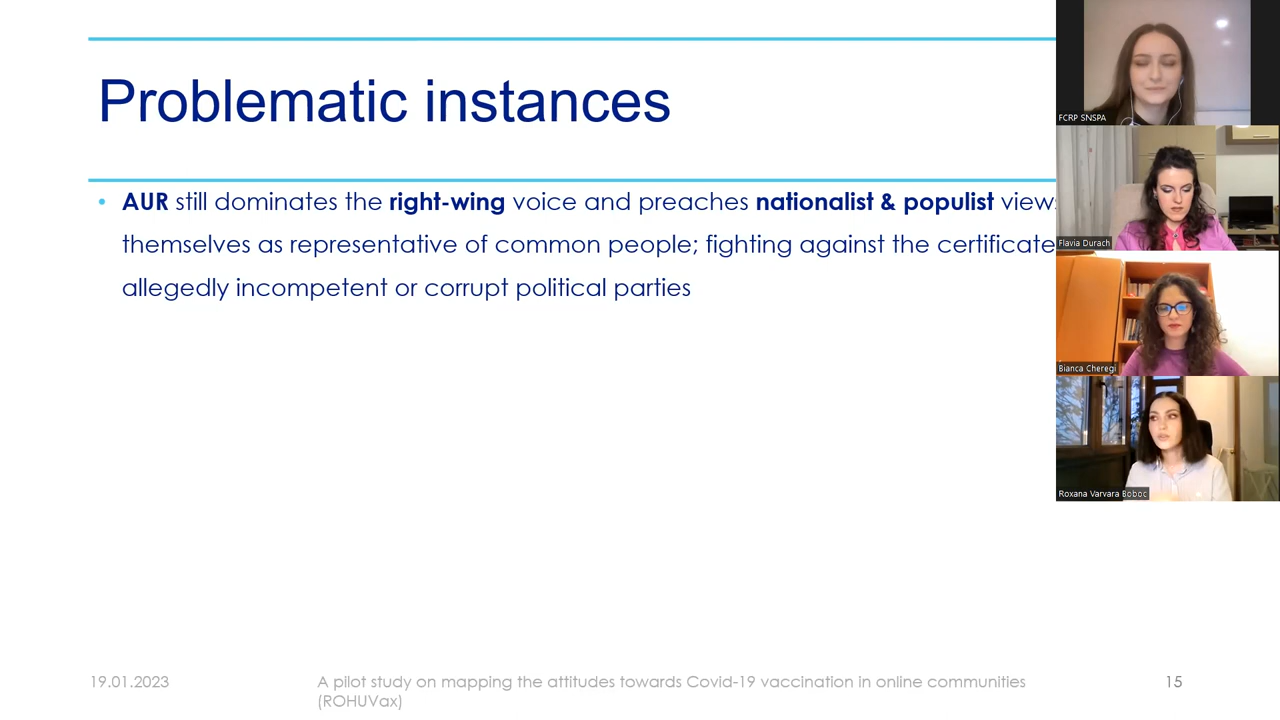 Problematic instances
• AUR still dominates the right-wing voice and preaches nationalist & populist view
themselves as representative of common people; fighting against the certificate
allegedly incompetent or corrupt political parties
FCRP SNSPA
Flavia Durach
Bianca Cheregi
Roxana Varvara Boboc
19.01.2023
A pilot study on mapping the attitudes towards Covid-19 vaccination in online communities
(ROHUVax)
15